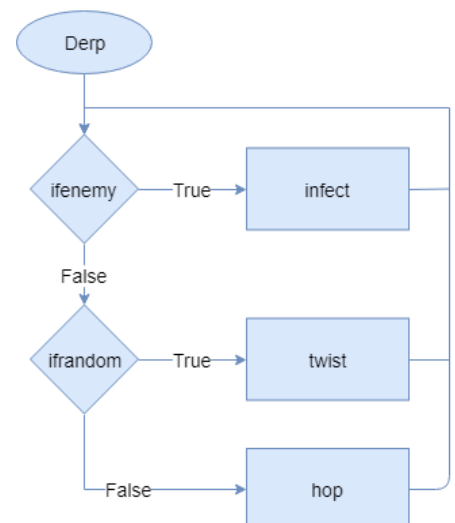 Derp
ifenemy
True
infect
False
ifrandom
True
twist
False
hop